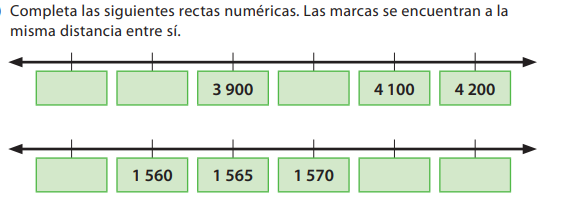 Completa las siguientes rectas numéricas. Las marcas se encuentran a la
misma distancia entre sí.
3 900 4 100 4 200
1 560 1 565 1 570